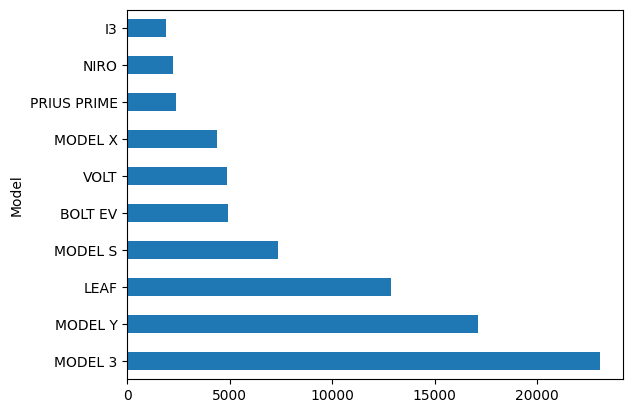 I3
NIRO
PRIUS PRIME
MODEL X
VOLT
BOLT EV
MODEL S
LEAF
MODEL Y
MODEL 3
Model
0 5000 10000 15000 20000